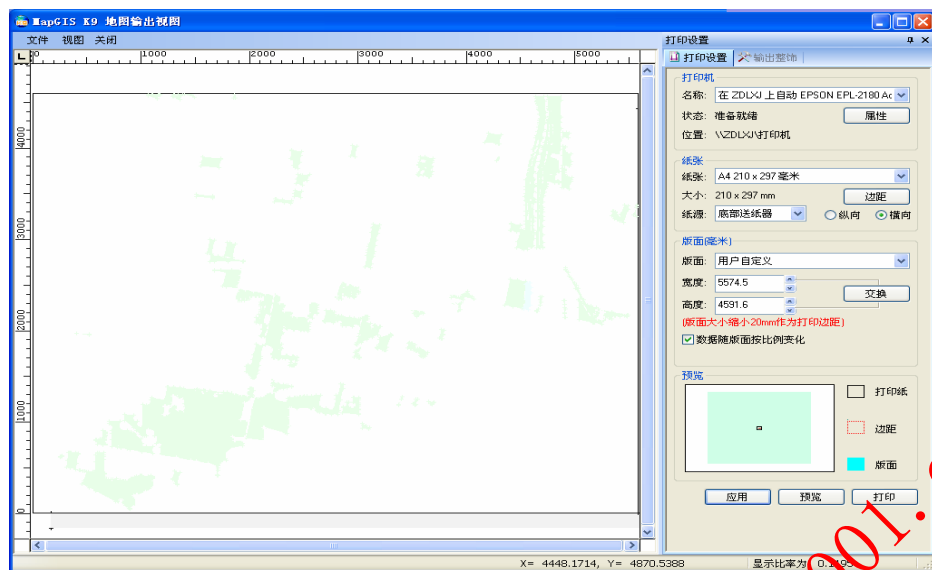 MapGIS K9 地图输出视图
文件 视图 关闭
打印设置
打印设置 输出整饰
0 1000 2000 3000 4000 5000
4000
3000
2000
1000
0
打印机
名称: 在 ZDLXJ 上自动 EPSON EPL-2180 Ac
状态: 准备就绪 属性
位置: \\ZDLXJ\打印机
纸张
纸张: A4 210 x 297 毫米
大小: 210 x 297 mm 边距
纸源: 底部送纸器 纵向 横向
版面(毫米)
版面: 用户自定义
宽度: 5574.5
交换
高度: 4591.6
(版面大小缩小20mm作为打印边距)
数据随版面按比例变化
预览
打印纸
边距
版面
应用 预览 打印
X= 4448.1714, Y= 4870.5388 显示比率为
001.